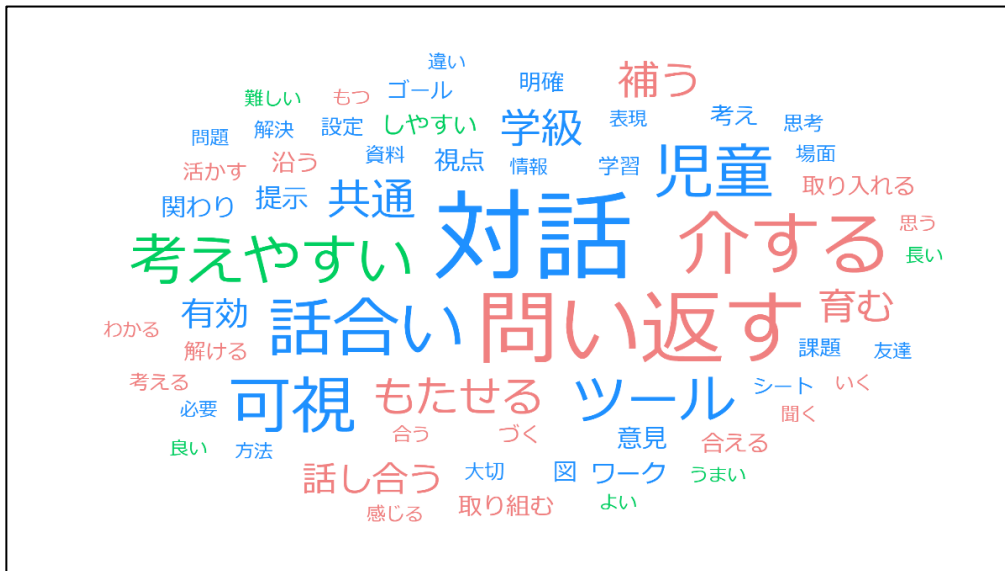 違い
ゴール 明確 補う
難しい もつ
問題 解決 設定 しやすい 学級 表現 考え 思考
活かす 沿う 資料 視点 情報 学習 児童 場面
関わり 提示 共通 取り入れる
対話 介する 思う
考えやすい 長い
有効 話合い 問い返す 育む
わかる 解ける 課題 友達
考える 可視 もたせる ツール シート いく
必要 聞く
良い 方法 合う づく 意見 合える
話し合う 大切 図 ワーク うまい
感じる 取り組む よい